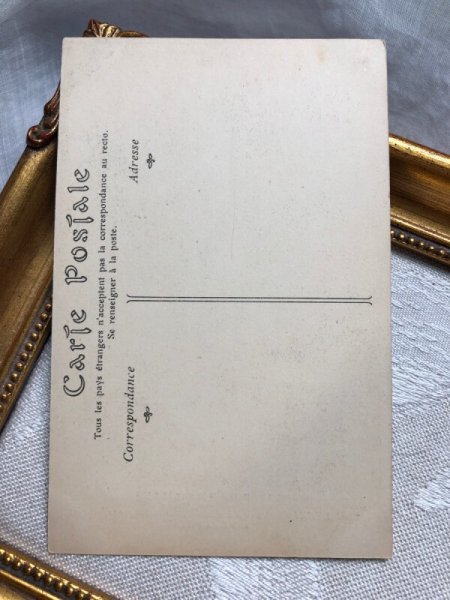 Carte Postale
Tous les pays étrangers n'acceptent pas la correspondance au recto.
Se renseigner à la poste.
Correspondance
Adresse